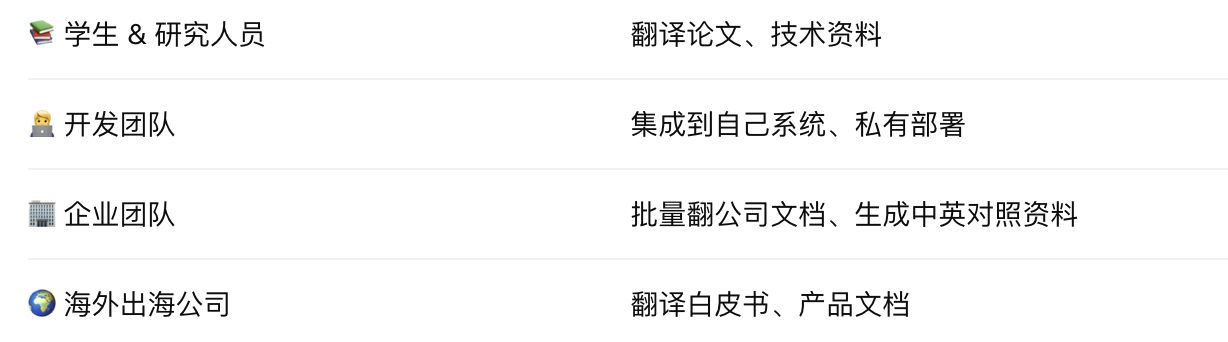 📚 学生 & 研究人员 翻译论文、技术资料
🧑‍💻 开发团队 集成到自己系统、私有部署
🏢 企业团队 批量翻公司文档、生成中英对照资料
🌍 海外出海公司 翻译白皮书、产品文档